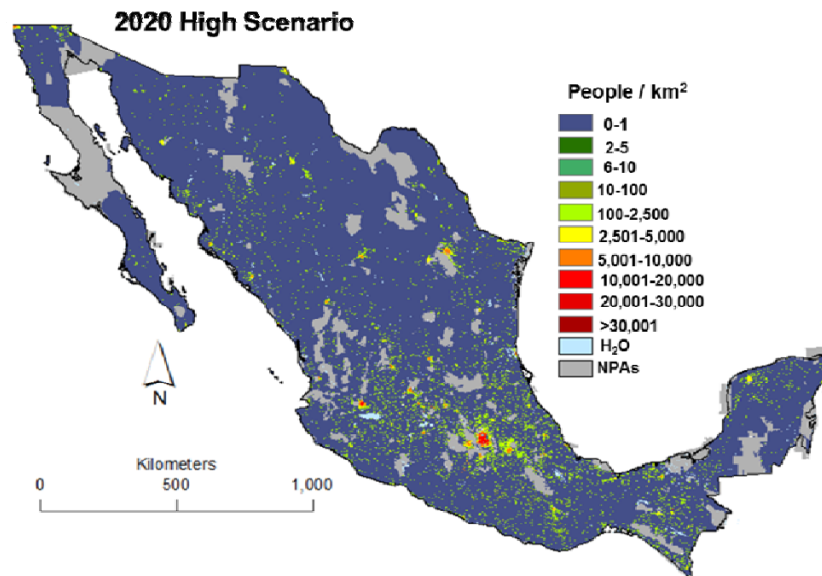 2020 High Scenario
People / km²
0-1
2-5
6-10
10-100
100-2,500
2,501-5,000
5,001-10,000
10,001-20,000
20,001-30,000
>30,001
H₂O
NPAs
N
Kilometers
0 500 1,000